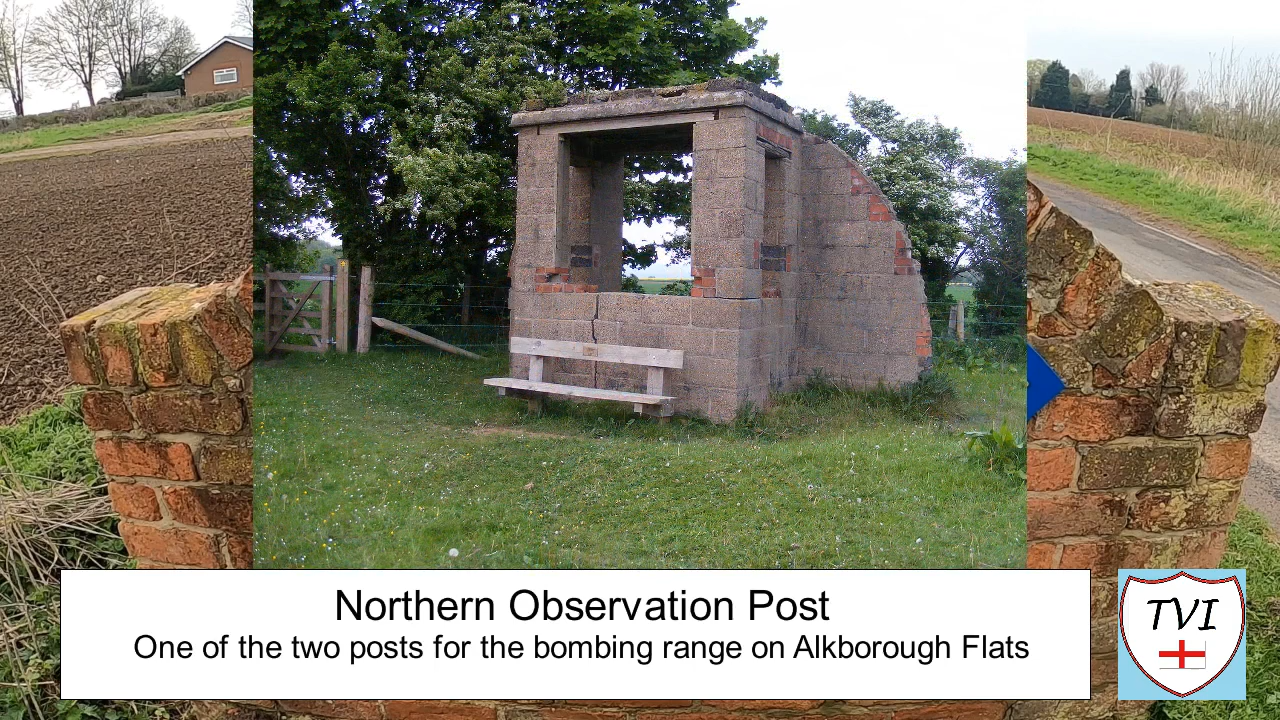 Northern Observation Post
One of the two posts for the bombing range on Alkborough Flats
TVI